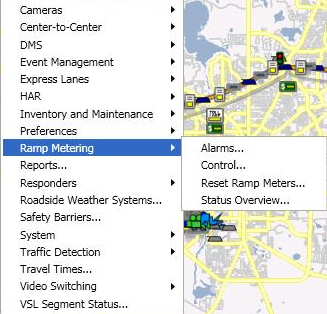 Cameras
Center-to-Center
DMS
Event Management
Express Lanes
HAR
Inventory and Maintenance
Preferences
Ramp Metering
Alarms...
Control...
Reset Ramp Meters...
Status Overview...
Reports...
Responders
Roadside Weather Systems...
Safety Barriers...
System
Traffic Detection
Travel Times...
Video Switching
VSL Segment Status...